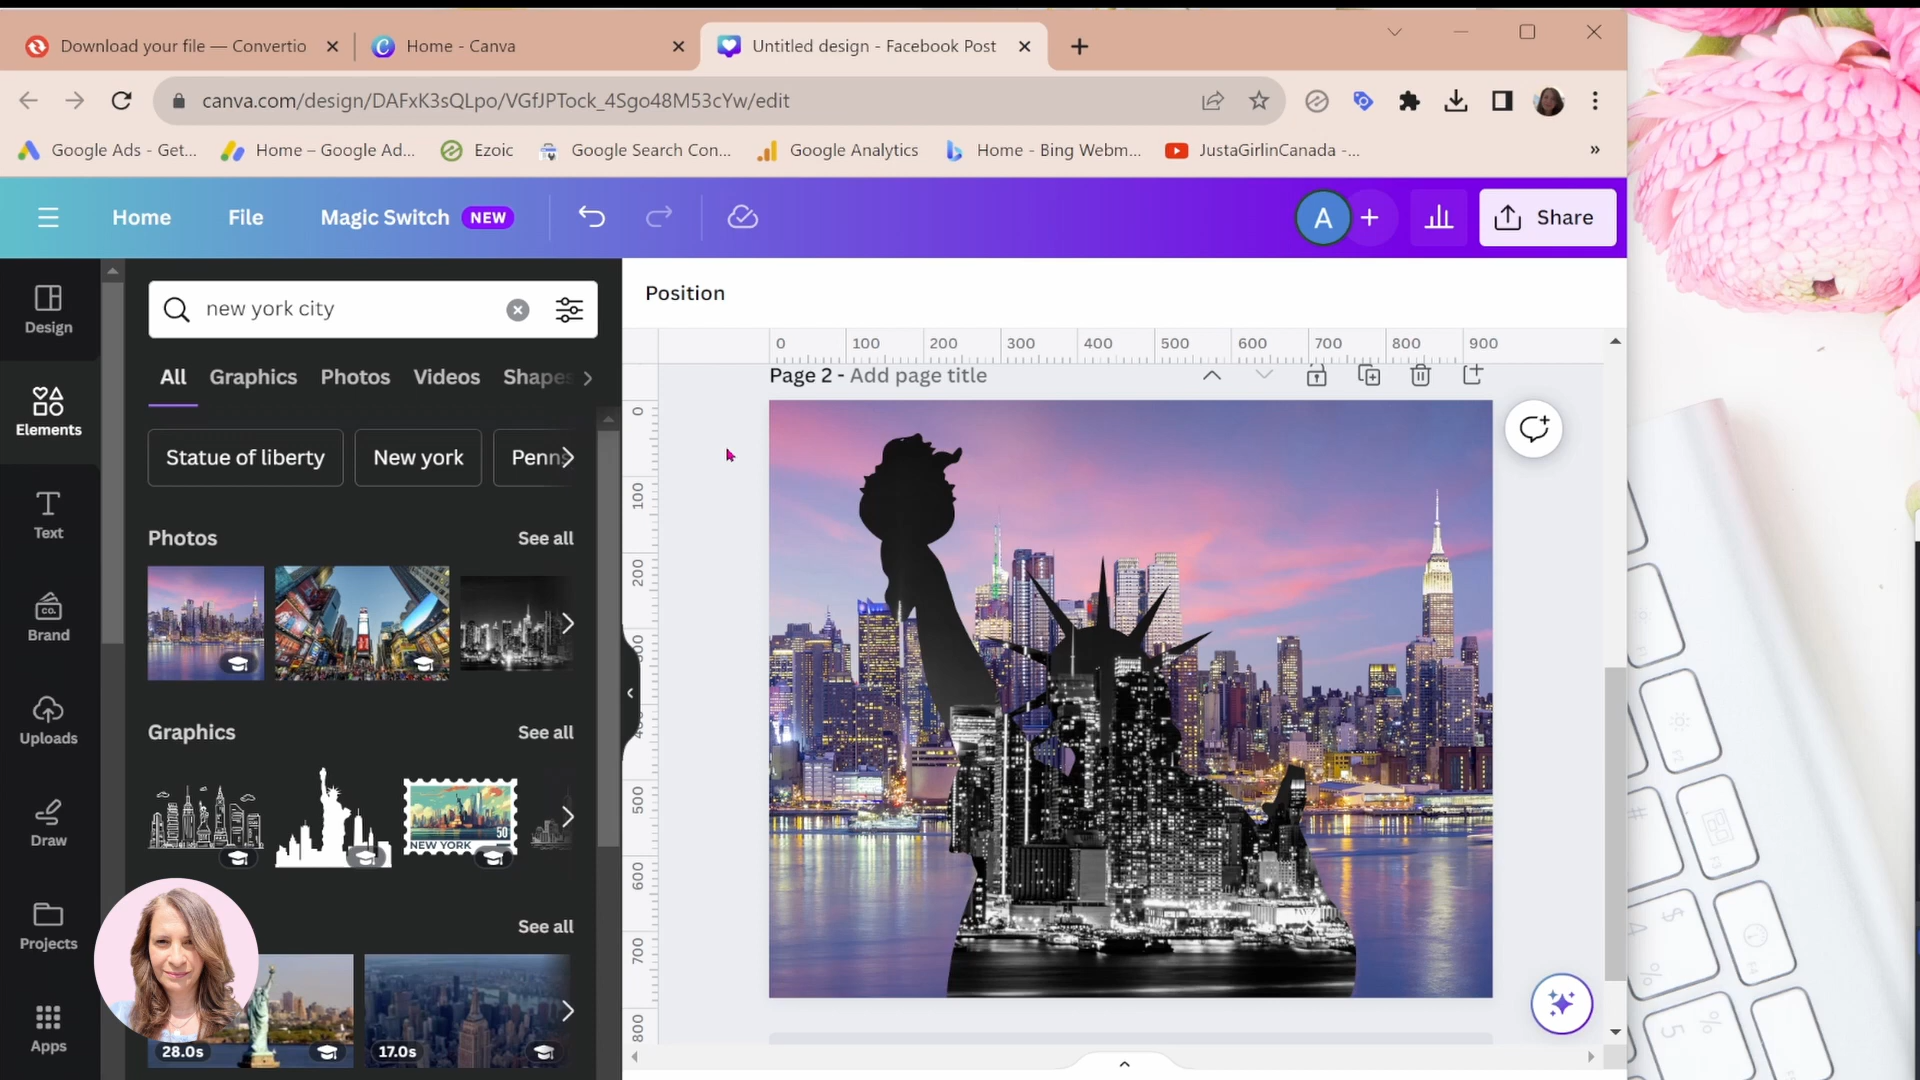 Download your file — Convertio
Home - Canva
Untitled design - Facebook Post
canva.com/design/DAFxK3sQLpo/VGfJPTock_4Sgo48M53cYw/edit
Google Ads - Get...
Home – Google Ad...
Ezoic
Google Search Con...
Google Analytics
Home - Bing Webm...
JustaGirlinCanada -...
Home
File
Magic Switch NEW
A
Share
Design
Elements
Text
Brand
Uploads
Draw
Projects
Apps
CO.
new york city
All
Graphics
Photos
Videos
Shapes
Statue of liberty
New york
Penns
Photos
See all
Graphics
See all
NEW YORK
50
See all
28.0s
17.0s
Position
0 100 200 300 400 500 600 700 800 900
Page 2 - Add page title
0
100
200
500
600
700
800